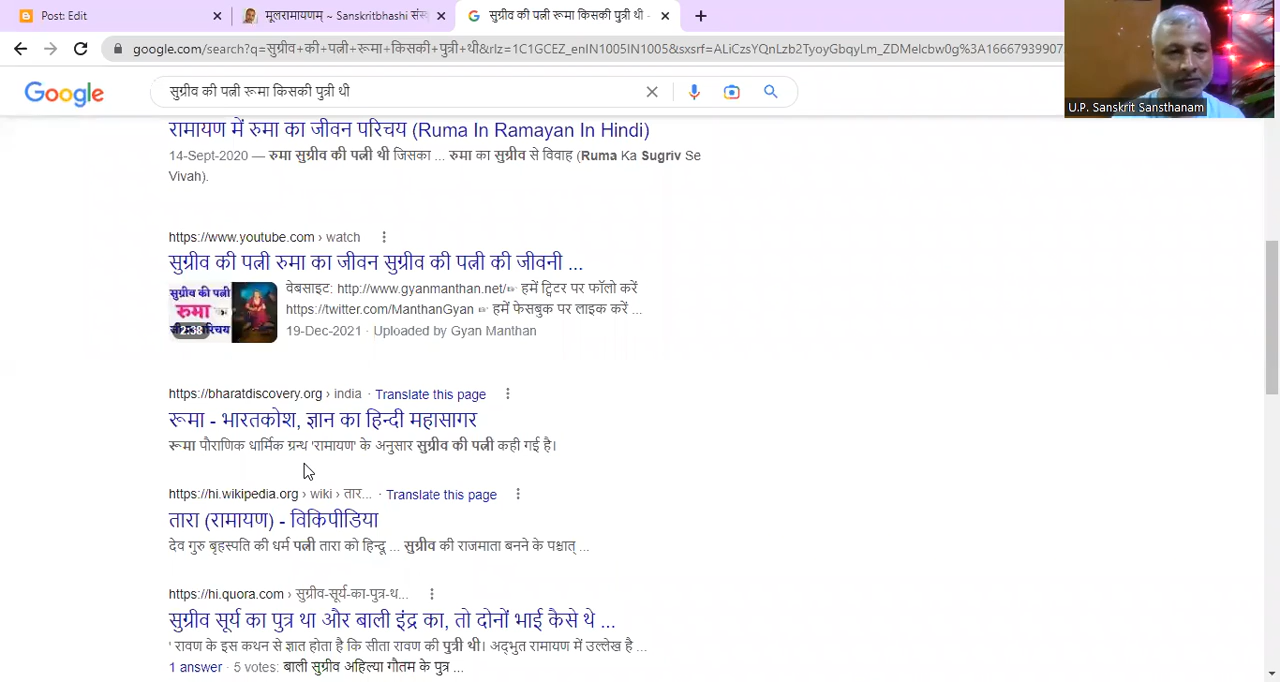 Post: Edit
मूलरामायणम् ~ Sanskritbhashi संस्
सुग्रीव की पत्नी रूमा किसकी पुत्री थी -
google.com/search?q=सुग्रीव+की+पत्नी+रूमा+किसकी+पुत्री+थी&rlz=1C1GCEZ_enIN1005IN1005&sxsrf=ALiCzsYQnLzb2TyoyGbqyLm_ZDMeIcbw0g%3A16667939907
Google
सुग्रीव की पत्नी रूमा किसकी पुत्री थी
U.P. Sanskrit Sansthanam
रामायण में रुमा का जीवन परिचय (Ruma In Ramayan In Hindi)
14-Sept-2020 — रुमा सुग्रीव की पत्नी थी जिसका ... रुमा का सुग्रीव से विवाह (Ruma Ka Sugriv Se
Vivah).
https://www.youtube.com › watch
सुग्रीव की पत्नी रुमा का जीवन सुग्रीव की पत्नी की जीवनी ...
सुग्रीव की पत्नी
रुमा का
2:38
वेबसाइट: http://www.gyanmanthan.net/☞ हमें ट्विटर पर फॉलो करें
https://twitter.com/ManthanGyan ☞ हमें फेसबुक पर लाइक करें ...
19-Dec-2021 · Uploaded by Gyan Manthan
https://bharatdiscovery.org › india · Translate this page
रूमा - भारतकोश, ज्ञान का हिन्दी महासागर
रूमा पौराणिक धार्मिक ग्रन्थ 'रामायण' के अनुसार सुग्रीव की पत्नी कही गई है।
https://hi.wikipedia.org › wiki › तार... · Translate this page
तारा (रामायण) - विकिपीडिया
देव गुरु बृहस्पति की धर्म पत्नी तारा को हिन्दू ... सुग्रीव की राजमाता बनने के पश्चात् ...
https://hi.quora.com › सुग्रीव-सूर्य-का-पुत्र-थ...
सुग्रीव सूर्य का पुत्र था और बाली इंद्र का, तो दोनों भाई कैसे थे ...
' रावण के इस कथन से ज्ञात होता है कि सीता रावण की पुत्री थी। अद्भुत रामायण में उल्लेख है ...
1 answer · 5 votes: बाली सुग्रीव अहिल्या गौतम के पुत्र ...